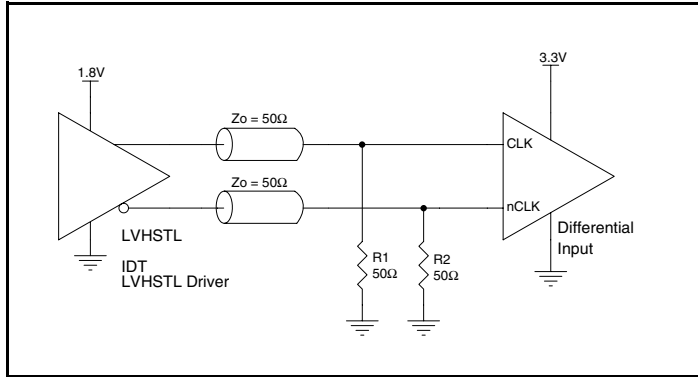 1.8V
3.3V
Zo = 50Ω
CLK
Zo = 50Ω
nCLK
LVHSTL
IDT
LVHSTL Driver
R1
50Ω
R2
50Ω
Differential
Input